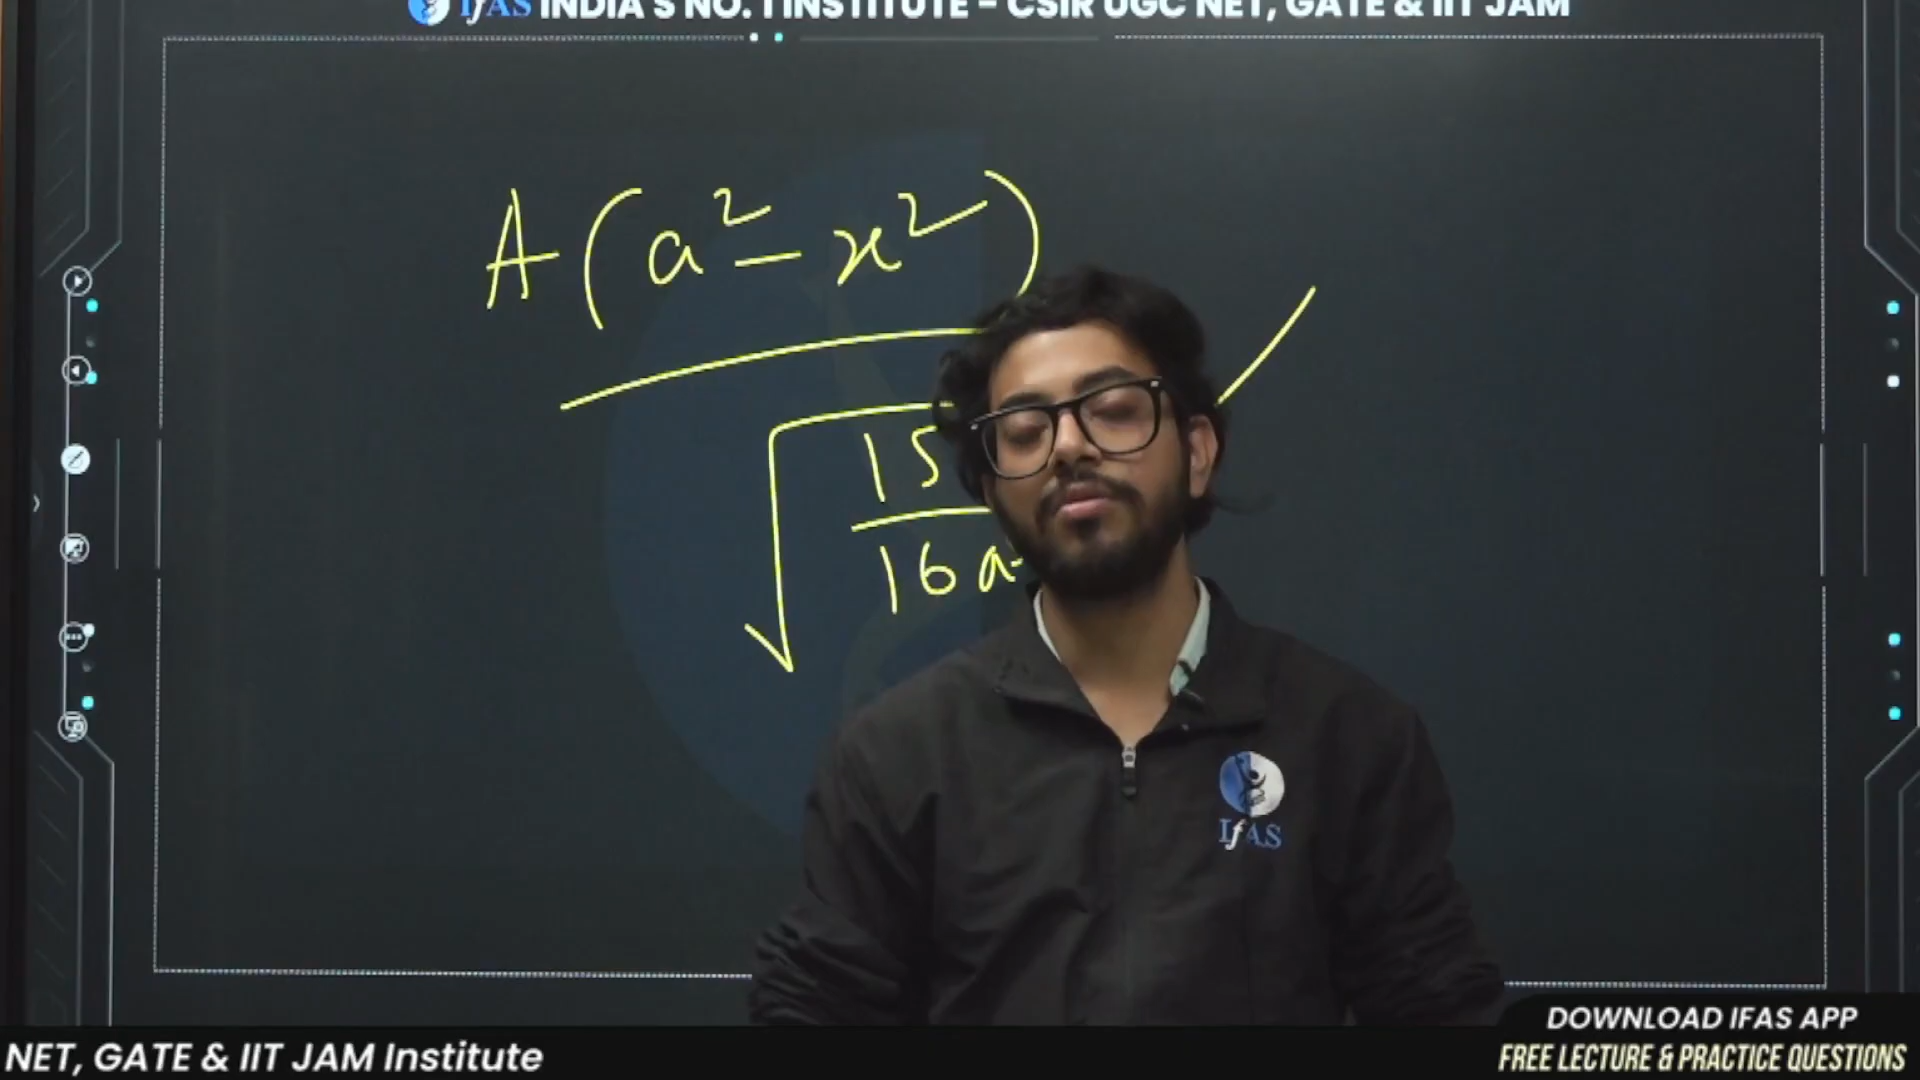 IfAS INDIA'S NO. 1 INSTITUTE - CSIR UGC NET, GATE & IIT JAM
A(a² - x²)
√15
16a
IfAS
DOWNLOAD IFAS APP
NET, GATE & IIT JAM Institute
FREE LECTURE & PRACTICE QUESTIONS